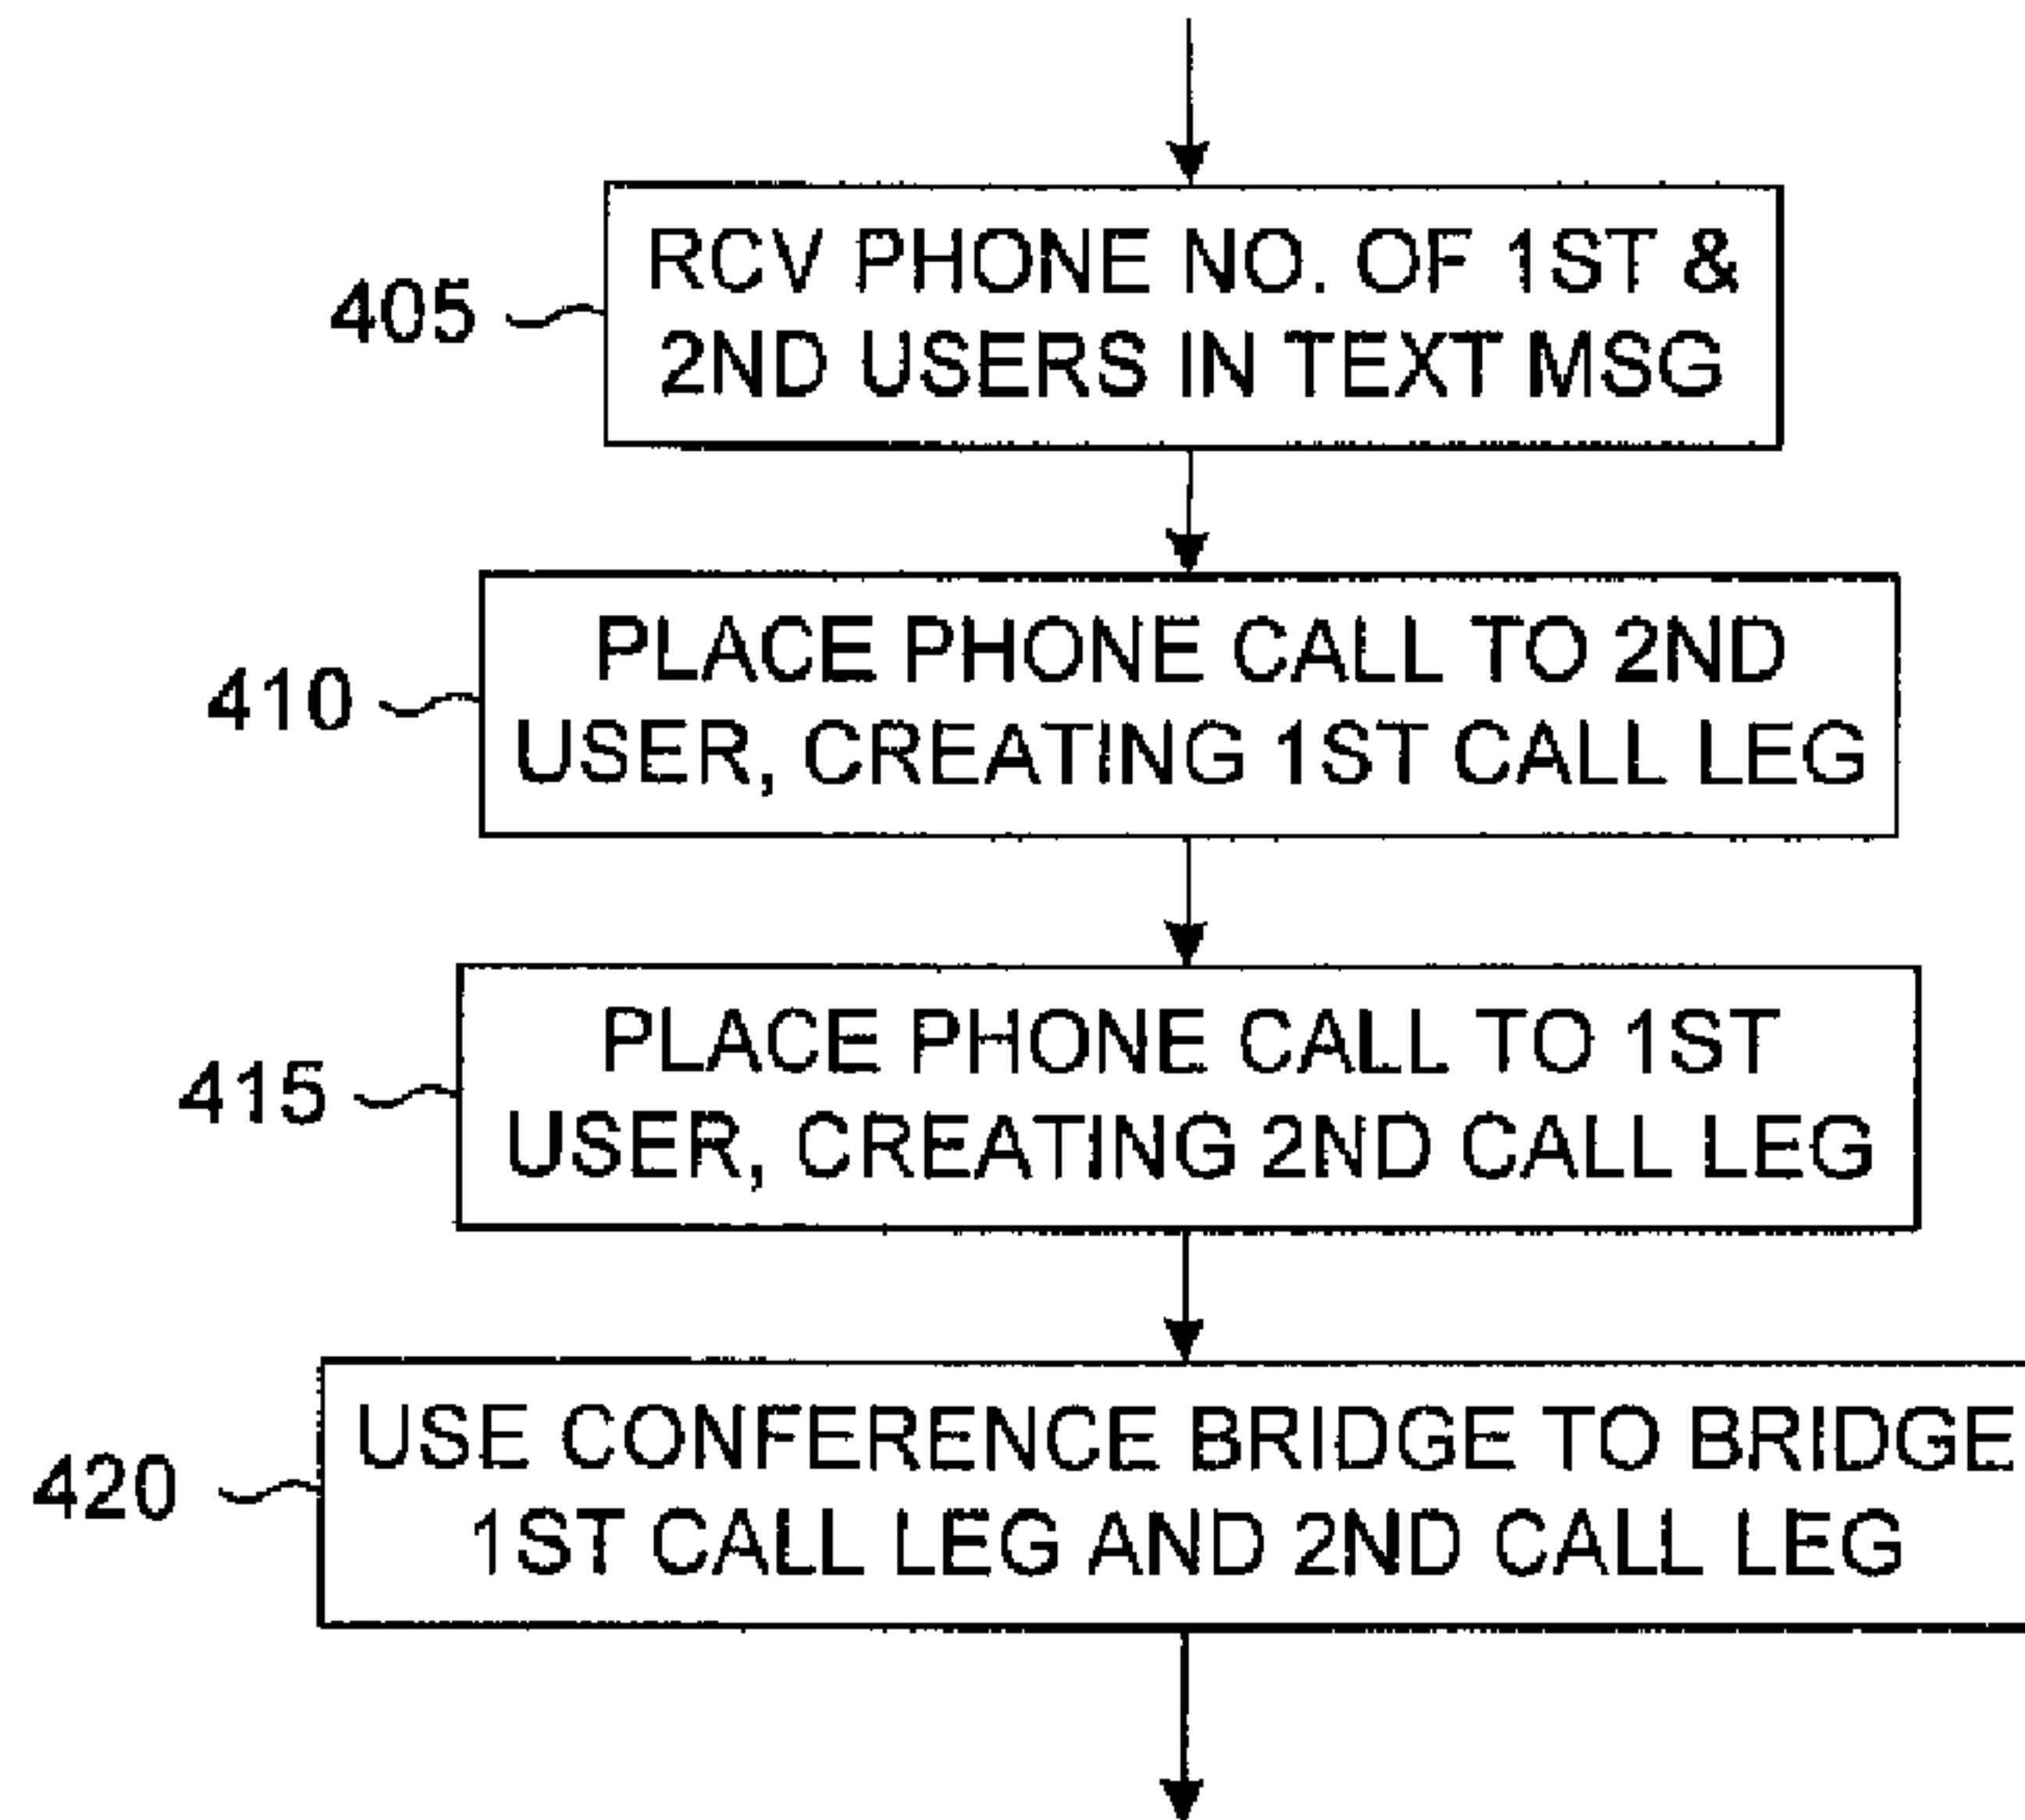 405
RCV PHONE NO. OF 1ST &
2ND USERS IN TEXT MSG
410
PLACE PHONE CALL TO 2ND
USER, CREATING 1ST CALL LEG
415
PLACE PHONE CALL TO 1ST
USER, CREATING 2ND CALL LEG
420
USE CONFERENCE BRIDGE TO BRIDGE
1ST CALL LEG AND 2ND CALL LEG